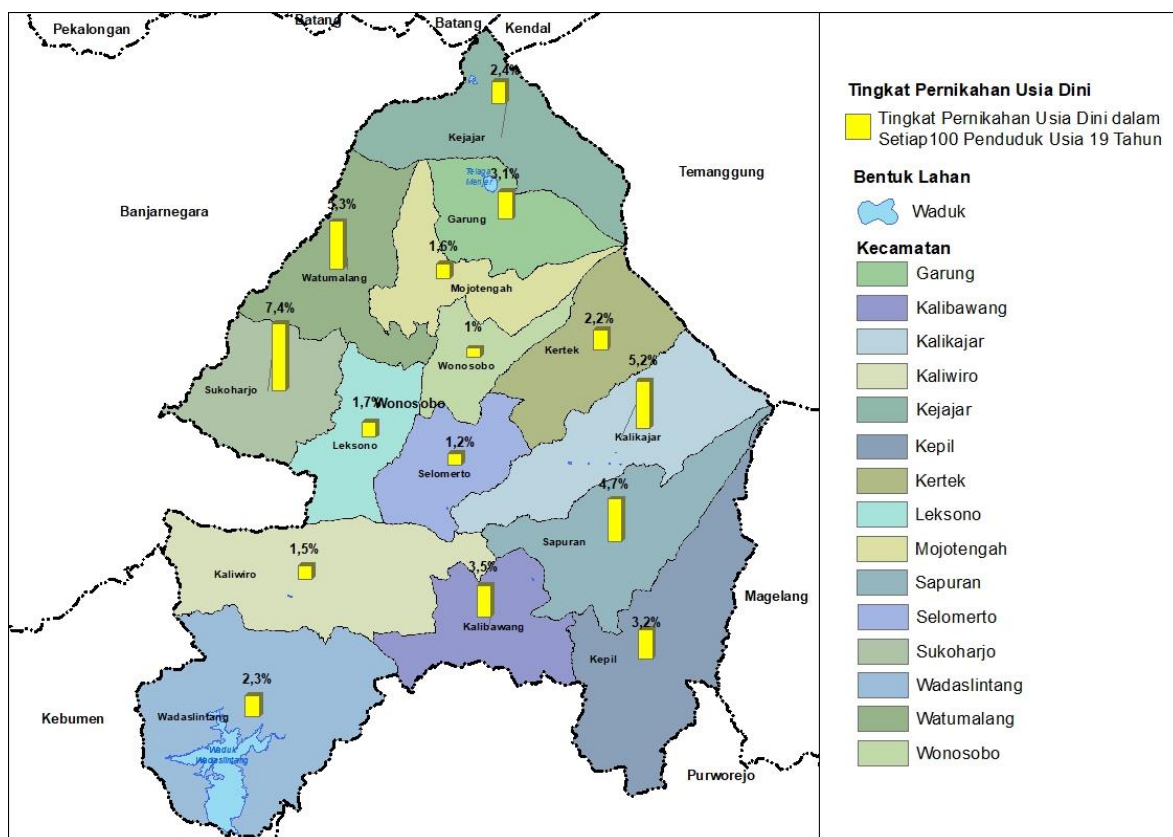 Pekalongan
Batang
Batang
Kendal
2,4%
Kejajar
Temanggung
Telaga
Menjer
3,1%
Garung
Banjarnegara
1,6%
Mojotengah
Watumalang
7,4%
Sukoharjo
1%
Wonosobo
2,2%
Kertek
5,2%
Kalikajar
1,7%
Wonosobo
Leksono
1,2%
Selomerto
4,7%
Sapuran
1,5%
Kaliwiro
3,5%
Kalibawang
Magelang
3,2%
Kepil
2,3%
Wadaslintang
Kebumen
Waduk
Wadaslintang
Purworejo
Tingkat Pernikahan Usia Dini
Tingkat Pernikahan Usia Dini dalam
Setiap100 Penduduk Usia 19 Tahun
Bentuk Lahan
Waduk
Kecamatan
Garung
Kalibawang
Kalikajar
Kaliwiro
Kejajar
Kepil
Kertek
Leksono
Mojotengah
Sapuran
Selomerto
Sukoharjo
Wadaslintang
Watumalang
Wonosobo